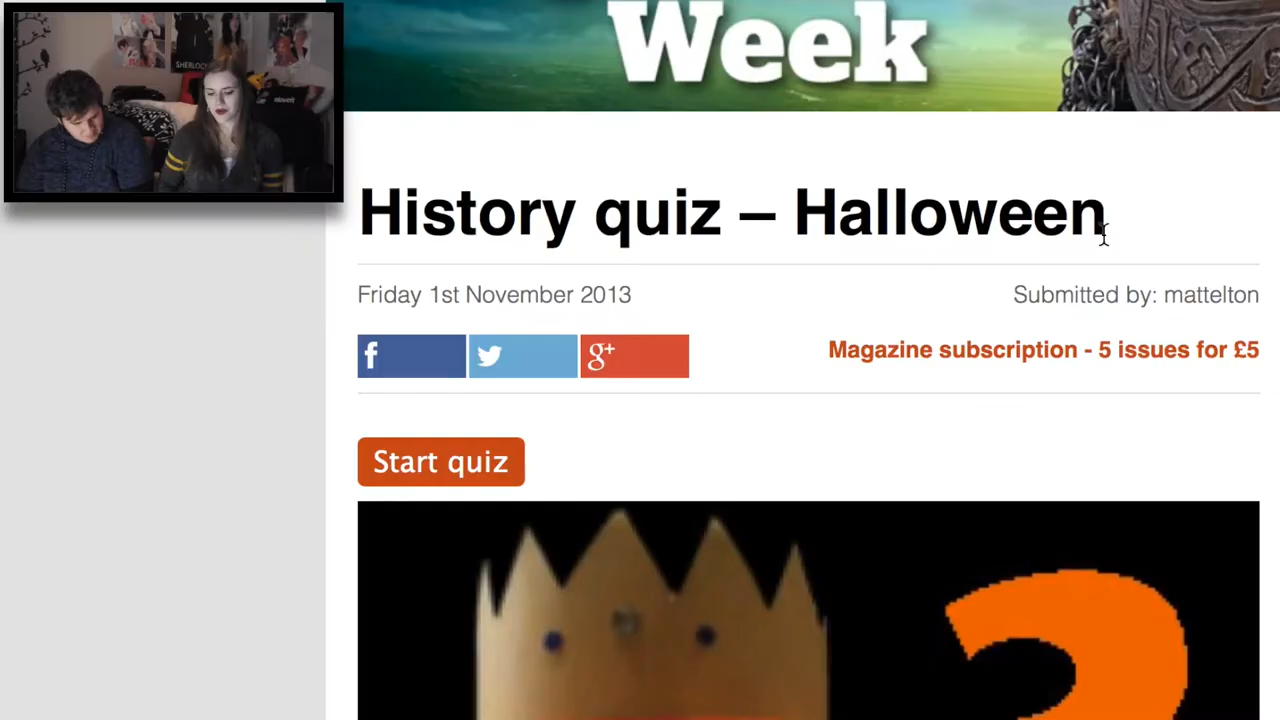 Week
SHERLOCK
History quiz – Halloween
Friday 1st November 2013
Submitted by: mattelton
f
g+
Magazine subscription - 5 issues for £5
Start quiz
?